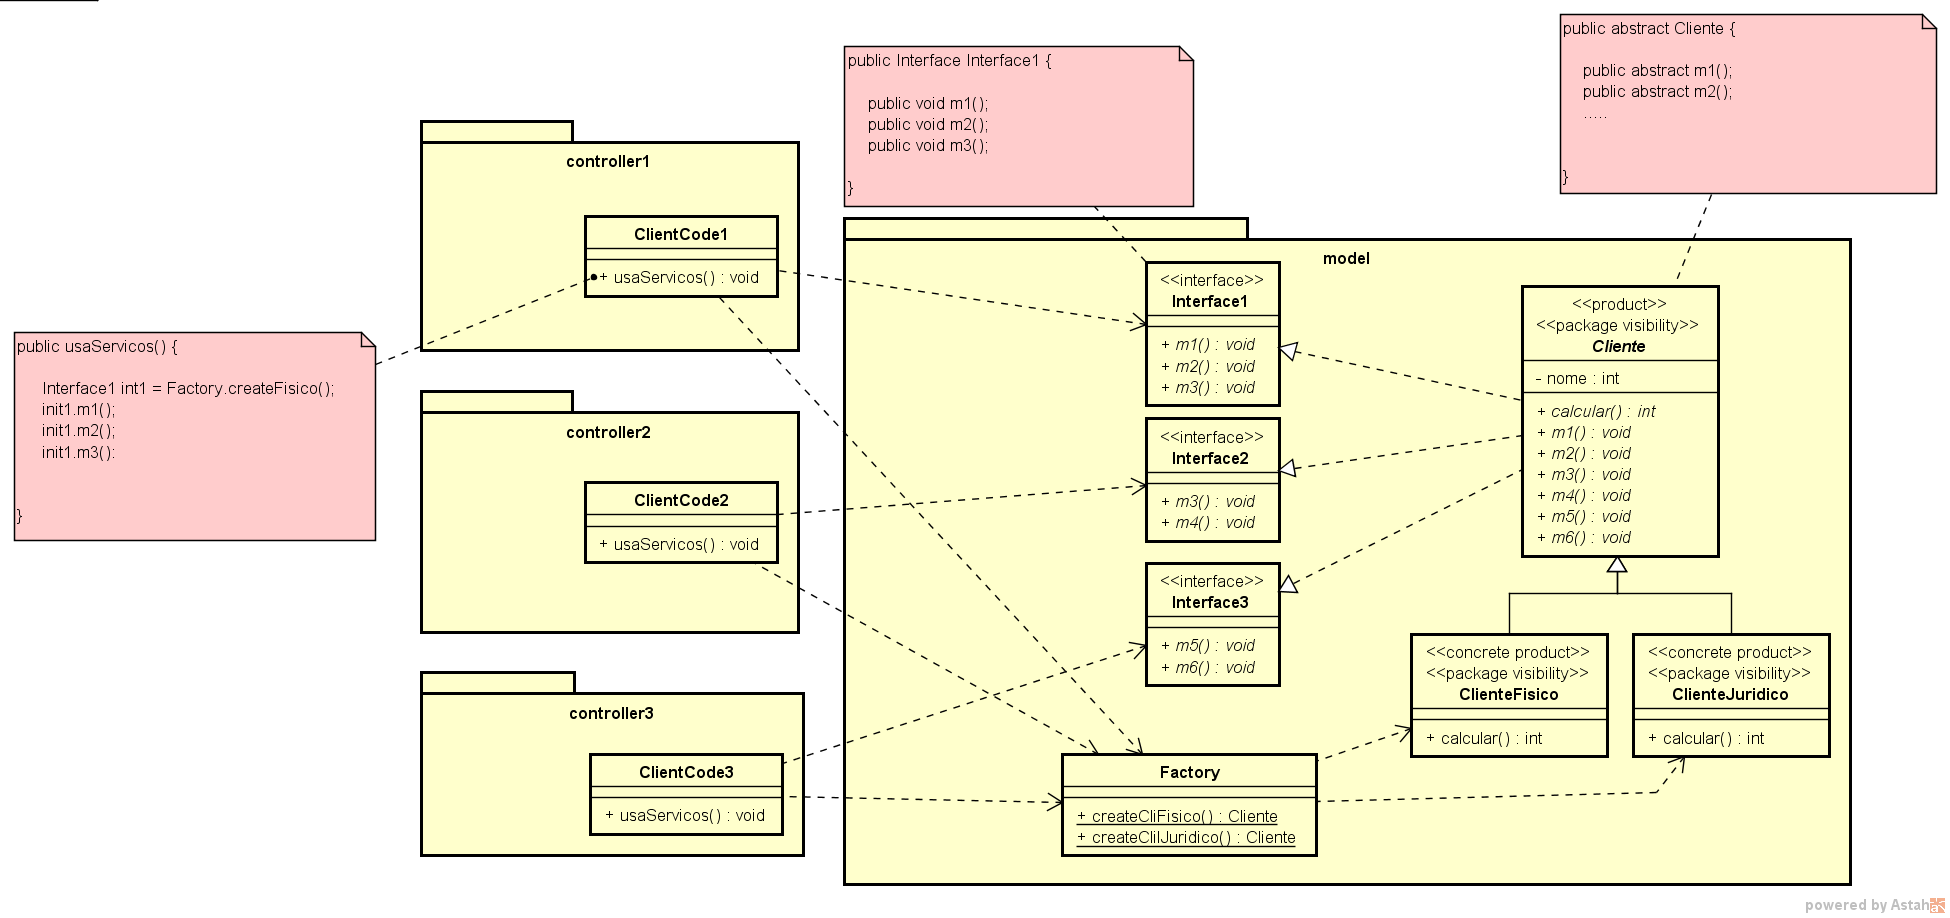 public abstract Cliente {
public abstract m1();
public abstract m2();
.....
}
public Interface Interface1 {
public void m1();
public void m2();
public void m3();
}
controller1
ClientCode1
+ usaServicos() : void
public usaServicos() {
Interface1 int1 = Factory.createFisico();
init1.m1();
init1.m2();
init1.m3():
}
controller2
ClientCode2
+ usaServicos() : void
controller3
ClientCode3
+ usaServicos() : void
model
<<interface>>
Interface1
+ m1() : void
+ m2() : void
+ m3() : void
<<interface>>
Interface2
+ m3() : void
+ m4() : void
<<interface>>
Interface3
+ m5() : void
+ m6() : void
<<product>>
<<package visibility>>
Cliente
- nome : int
+ calcular() : int
+ m1() : void
+ m2() : void
+ m3() : void
+ m4() : void
+ m5() : void
+ m6() : void
<<concrete product>>
<<package visibility>>
ClienteFisico
+ calcular() : int
<<concrete product>>
<<package visibility>>
ClienteJuridico
+ calcular() : int
Factory
+ createCliFisico() : Cliente
+ createClilJuridico() : Cliente
powered by Astah